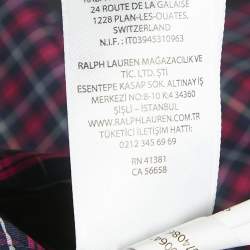 24 ROUTE DE LA GALAISE
1228 PLAN-LES-OUATES,
SWITZERLAND
N.I.F. : IT03945310963
RALPH LAUREN MAĞAZACILIK VE
TİC. LTD. ŞTİ
ESENTEPE KASAP SOK. ALTINAY İŞ
MERKEZİ NO:8-10 K:4 34360
ŞİŞLİ - İSTANBUL
WWW.RALPHLAUREN.COM.TR
TÜKETİCİ İLETİŞİM HATTI:
0212 345 69 69
RN 41381
CA 56658